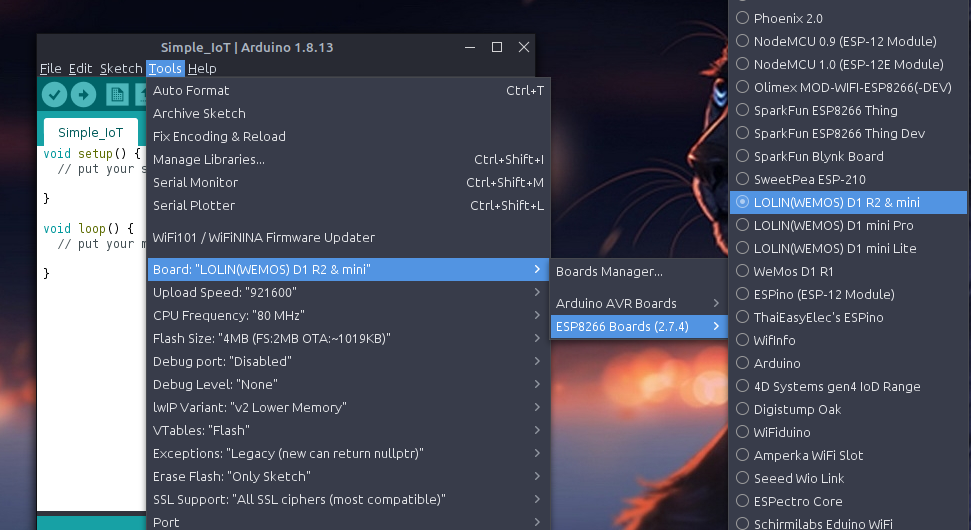 Simple_IoT | Arduino 1.8.13
File Edit Sketch Tools Help
Simple_IoT
void setup() {
// put your s
}
void loop() {
// put your m
}
Auto Format Ctrl+T
Archive Sketch
Fix Encoding & Reload
Manage Libraries... Ctrl+Shift+I
Serial Monitor Ctrl+Shift+M
Serial Plotter Ctrl+Shift+L
WiFi101 / WiFiNINA Firmware Updater
Board: "LOLIN(WEMOS) D1 R2 & mini"
Upload Speed: "921600"
CPU Frequency: "80 MHz"
Flash Size: "4MB (FS:2MB OTA:~1019KB)"
Debug port: "Disabled"
Debug Level: "None"
lwIP Variant: "v2 Lower Memory"
VTables: "Flash"
Exceptions: "Legacy (new can return nullptr)"
Erase Flash: "Only Sketch"
SSL Support: "All SSL ciphers (most compatible)"
Port
Boards Manager...
Arduino AVR Boards
ESP8266 Boards (2.7.4)
Phoenix 2.0
NodeMCU 0.9 (ESP-12 Module)
NodeMCU 1.0 (ESP-12E Module)
Olimex MOD-WIFI-ESP8266(-DEV)
SparkFun ESP8266 Thing
SparkFun ESP8266 Thing Dev
SparkFun Blynk Board
SweetPea ESP-210
LOLIN(WEMOS) D1 R2 & mini
LOLIN(WEMOS) D1 mini Pro
LOLIN(WEMOS) D1 mini Lite
WeMos D1 R1
ESPino (ESP-12 Module)
ThaiEasyElec's ESPino
WifInfo
Arduino
4D Systems gen4 IoD Range
Digistump Oak
WiFiduino
Amperka WiFi Slot
Seeed Wio Link
ESPectro Core
Schirmilabs Eduino WiFi